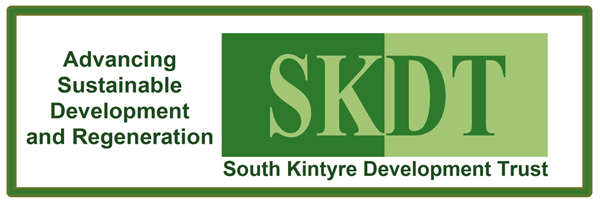 Advancing
Sustainable
Development
and Regeneration
SKDT
South Kintyre Development Trust